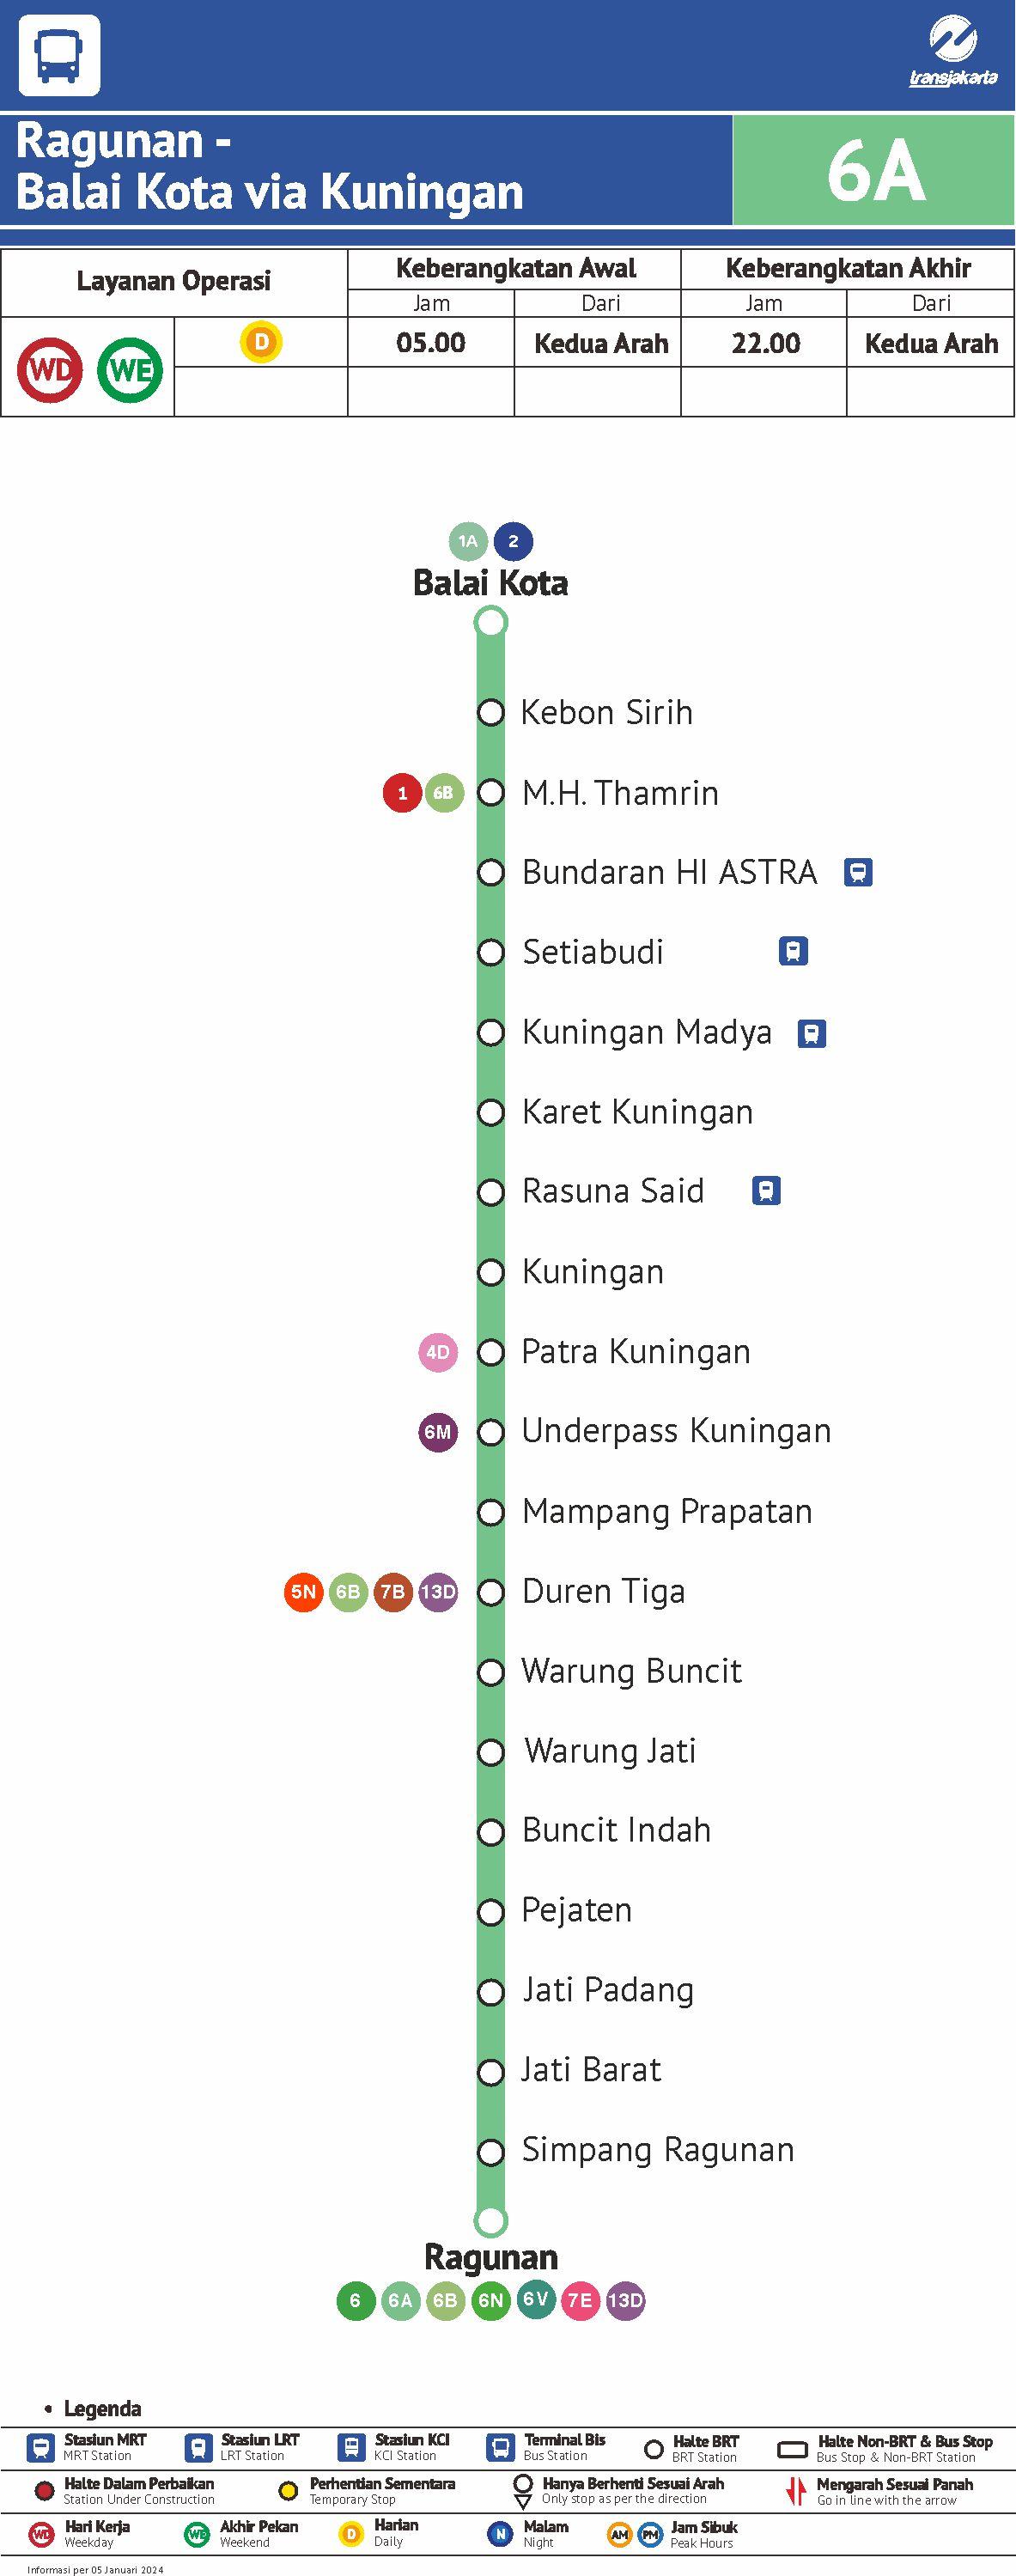 transjakarta
Ragunan -
Balai Kota via Kuningan
6A
Layanan Operasi
Keberangkatan Awal
Keberangkatan Akhir
Jam
Dari
Jam
Dari
WD
WE
D
05.00
Kedua Arah
22.00
Kedua Arah
1A 2
Balai Kota
Kebon Sirih
1 6B M.H. Thamrin
Bundaran HI ASTRA
Setiabudi
Kuningan Madya
Karet Kuningan
Rasuna Said
Kuningan
4D Patra Kuningan
6M Underpass Kuningan
Mampang Prapatan
5N 6B 7B 13D Duren Tiga
Warung Buncit
Warung Jati
Buncit Indah
Pejaten
Jati Padang
Jati Barat
Simpang Ragunan
Ragunan
6 6A 6B 6N 6V 7E 13D
• Legenda
Stasiun MRT
MRT Station
Stasiun LRT
LRT Station
Stasiun KCI
KCI Station
Terminal Bis
Bus Station
Halte BRT
BRT Station
Halte Non-BRT & Bus Stop
Bus Stop & Non-BRT Station
Halte Dalam Perbaikan
Station Under Construction
Perhentian Sementara
Temporary Stop
Hanya Berhenti Sesuai Arah
Only stop as per the direction
Mengarah Sesuai Panah
Go in line with the arrow
WD Hari Kerja
Weekday
WE Akhir Pekan
Weekend
D Harian
Daily
N Malam
Night
AM PM Jam Sibuk
Peak Hours
Informasi per 05 Januari 2024